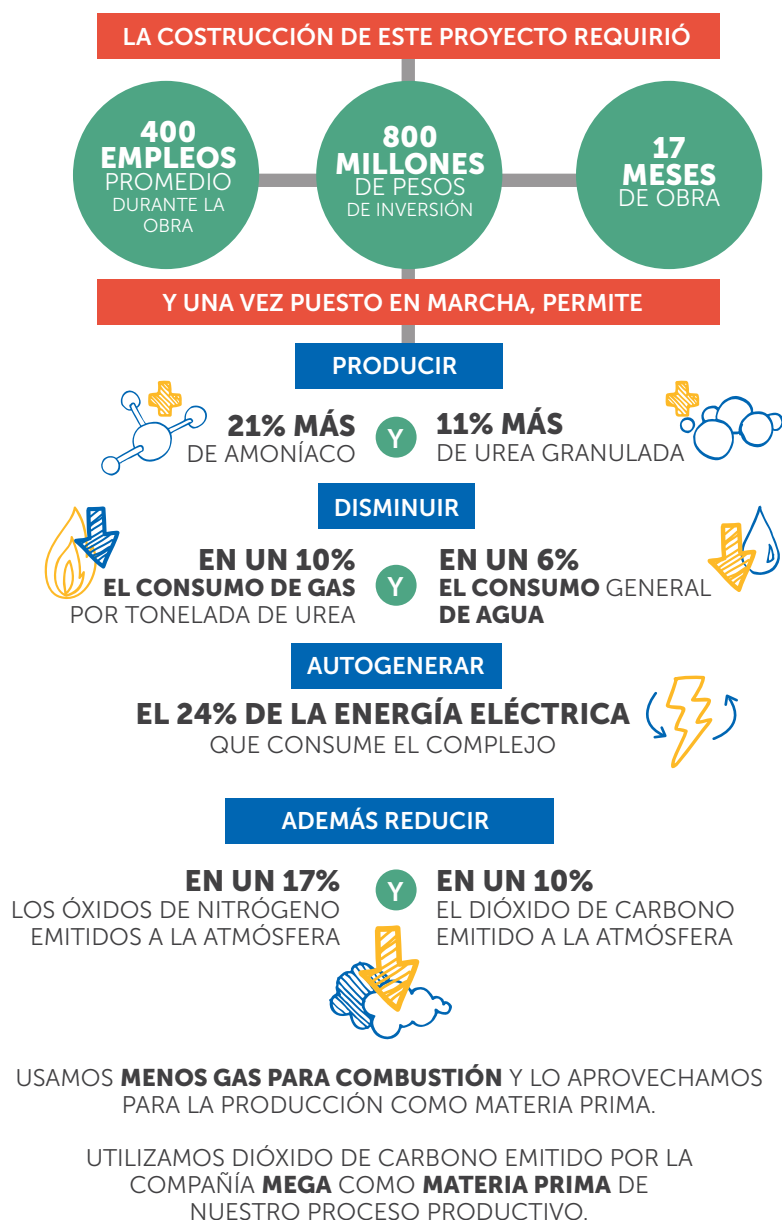 LA COSTRUCCIÓN DE ESTE PROYECTO REQUIRIÓ
400
EMPLEOS
PROMEDIO
DURANTE LA
OBRA
800
MILLONES
DE PESOS
DE INVERSIÓN
17
MESES
DE OBRA
Y UNA VEZ PUESTO EN MARCHA, PERMITE
PRODUCIR
21% MÁS
DE AMONÍACO
Y
11% MÁS
DE UREA GRANULADA
DISMINUIR
EN UN 10%
EL CONSUMO DE GAS
POR TONELADA DE UREA
Y
EN UN 6%
EL CONSUMO GENERAL
DE AGUA
AUTOGENERAR
EL 24% DE LA ENERGÍA ELÉCTRICA
QUE CONSUME EL COMPLEJO
ADEMÁS REDUCIR
EN UN 17%
LOS ÓXIDOS DE NITRÓGENO
EMITIDOS A LA ATMÓSFERA
Y
EN UN 10%
EL DIÓXIDO DE CARBONO
EMITIDO A LA ATMÓSFERA
USAMOS MENOS GAS PARA COMBUSTIÓN Y LO APROVECHAMOS
PARA LA PRODUCCIÓN COMO MATERIA PRIMA.
UTILIZAMOS DIÓXIDO DE CARBONO EMITIDO POR LA
COMPAÑÍA MEGA COMO MATERIA PRIMA DE
NUESTRO PROCESO PRODUCTIVO.